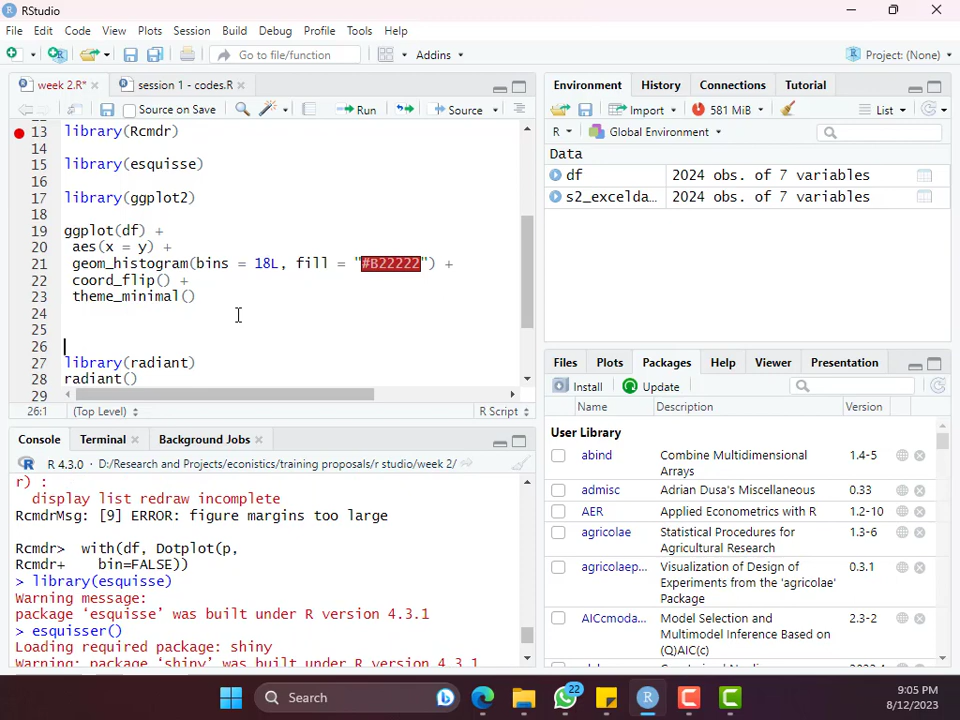 RStudio
File Edit Code View Plots Session Build Debug Profile Tools Help
Go to file/function Addins Project: (None)
week 2.R* session 1 - codes.R
Source on Save Run Source
13 library(Rcmdr)
14
15 library(esquisse)
16
17 library(ggplot2)
18
19 ggplot(df) +
20 aes(x = y) +
21 geom_histogram(bins = 18L, fill = "#B22222") +
22 coord_flip() +
23 theme_minimal()
24
25
26
27 library(radiant)
28 radiant()
29
26:1 (Top Level) R Script
Console Terminal Background Jobs
R 4.3.0 · D:/Research and Projects/econistics/training proposals/r studio/week 2/
r) :
display list redraw incomplete
RcmdrMsg: [9] ERROR: figure margins too large
Rcmdr> with(df, Dotplot(p,
Rcmdr+ bin=FALSE))
> library(esquisse)
Warning message:
package ‘esquisse’ was built under R version 4.3.1
> esquisser()
Loading required package: shiny
Warning: package ‘shiny’ was built under R version 4.3.1
Environment History Connections Tutorial
Import 581 MiB List
R Global Environment
Data
df 2024 obs. of 7 variables
s2_excelda… 2024 obs. of 7 variables
Files Plots Packages Help Viewer Presentation
Install Update
Name Description Version
User Library
abind Combine Multidimensional Arrays 1.4-5
admisc Adrian Dusa's Miscellaneous 0.33
AER Applied Econometrics with R 1.2-10
agricolae Statistical Procedures for Agricultural Research 1.3-6
agricolaep… Visualization of Design of Experiments from the 'agricolae' Package 0.3.1
AICcmoda… Model Selection and Multimodel Inference Based on (Q)AIC(c) 2.3-2
Search 22 9:05 PM
8/12/2023